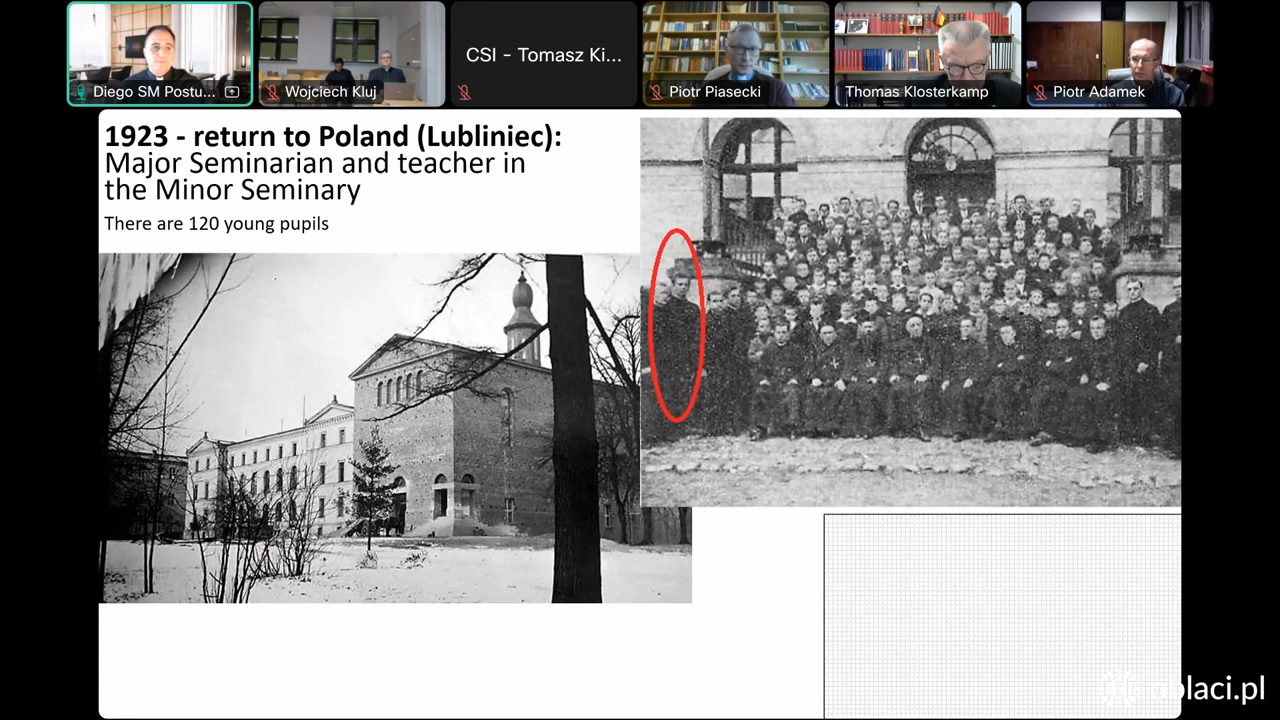 Diego SM Postu...
Wojciech Kluj
CSI - Tomasz Ki...
Piotr Piasecki
Thomas Klosterkamp
Piotr Adamek
1923 - return to Poland (Lubliniec):
Major Seminarian and teacher in
the Minor Seminary
There are 120 young pupils
oblaci.pl